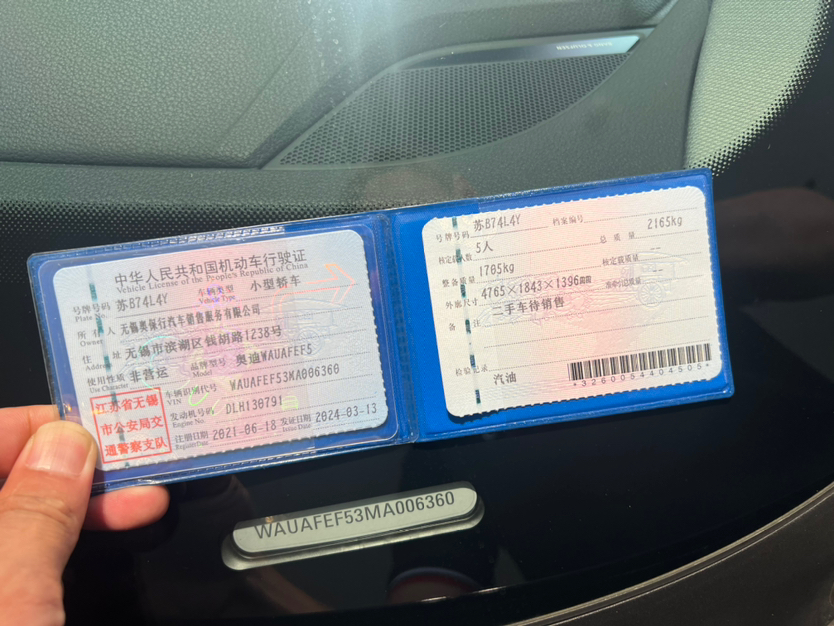 中华人民共和国机动车行驶证
Vehicle License of the People's Republic of China
号牌号码 苏B74L4Y 车辆类型 小型轿车
Plate No. Vehicle Type
所有人 无锡奥保行汽车销售服务有限公司
Owner
住址 无锡市滨湖区钱胡路1238号
Address
使用性质 非营运 品牌型号 奥迪WAUAFEF5
Use Character Model
江苏省无锡
市公安局交
通警察支队
车辆识别代号 WAUAFEF53MA006360
VIN
发动机号码 DLH130791
Engine No.
注册日期 2021-06-18 发证日期 2024-03-13
Register Date Issue Date
号牌号码 苏B74L4Y 档案编号
核定载人数 5人 总质量 2165kg
整备质量 1705kg 核定载质量 --
外廓尺寸 4765×1843×1396mm 准牵引总质量 --
备注 二手车待销售
检验记录
汽油
*3260054404505*
WAUAFEF53MA006360